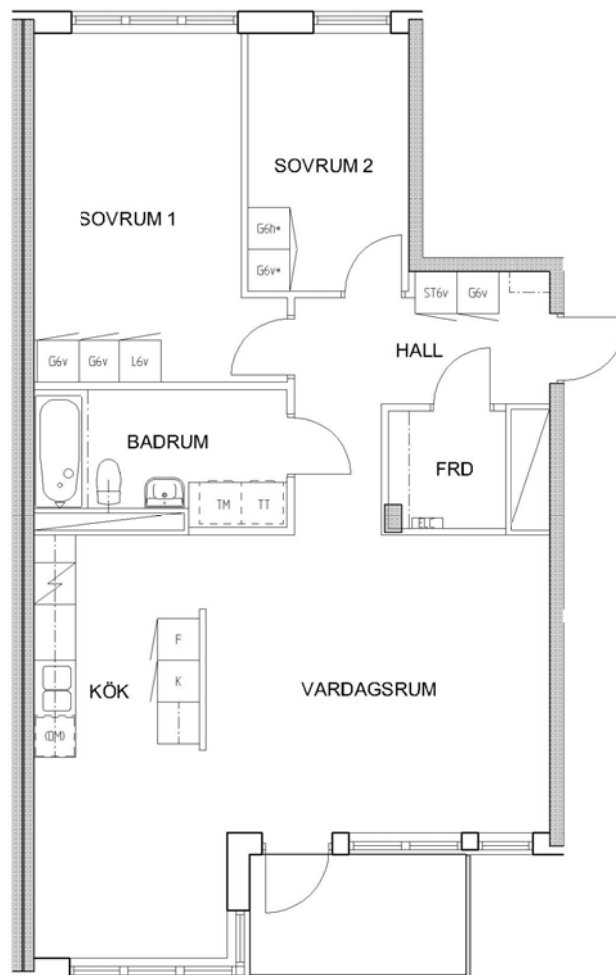 SOVRUM 2
SOVRUM 1
G6h*
G6v*
ST6v
G6v
HALL
G6v
G6v
L6v
BADRUM
FRD
TM
TT
ELC
F
K
KÖK
VARDAGSRUM
(DM)